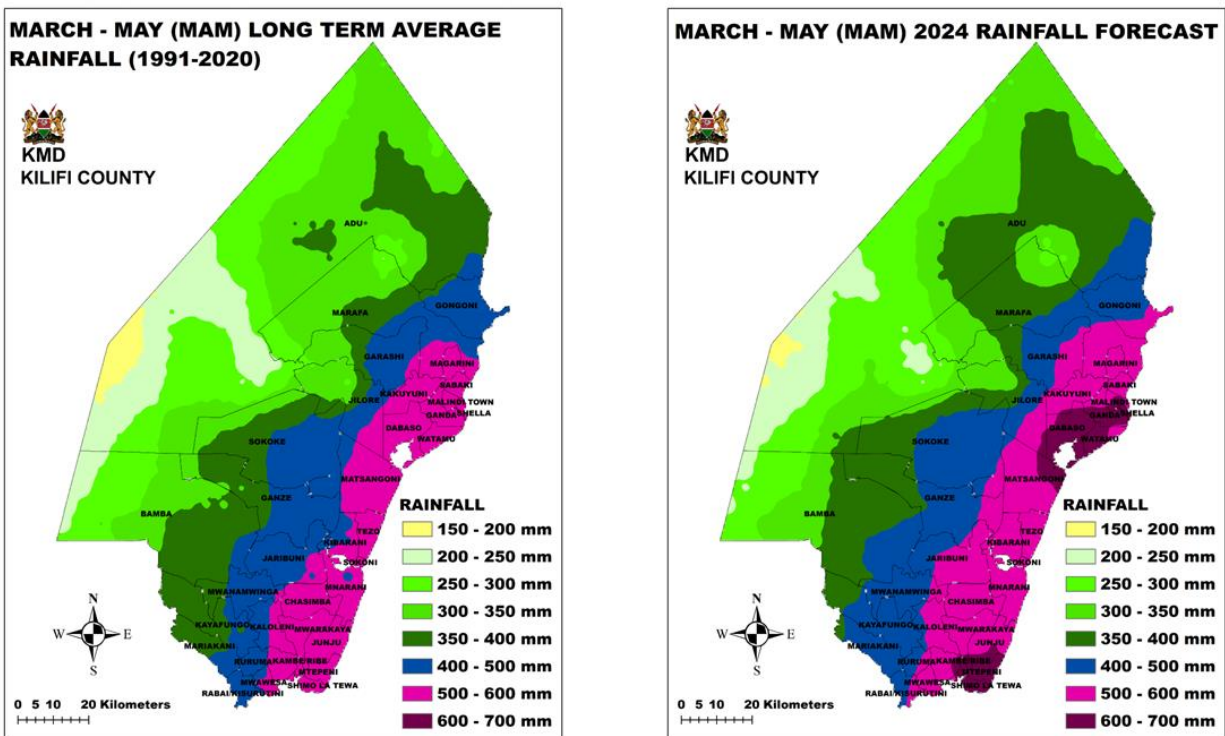 MARCH - MAY (MAM) LONG TERM AVERAGE
RAINFALL (1991-2020)
KMD
KILIFI COUNTY
ADU
GONGONI
MARAFA
GARASHI
MAGARINI
SABAKI
KAKUYUNI
JILORE
MALINDI TOWN
GANDA
SHELLA
DABASO
WATAMU
SOKOKE
MATSANGONI
GANZE
BAMBA
TEZO
KIBARANI
SOKONI
JARIBUNI
MNARANI
MWANAMWINGA
CHASIMBA
KAYAFUNGO
KALOLENI
MWARAKAYA
MARIAKANI
JUNJU
RURUMA
KAMBE/RIBE
MTEPENI
MWAWESA
SHIMO LA TEWA
RABAI/KISURUTINI
RAINFALL
150 - 200 mm
200 - 250 mm
250 - 300 mm
300 - 350 mm
350 - 400 mm
400 - 500 mm
500 - 600 mm
600 - 700 mm
N
W
E
S
0 5 10 20 Kilometers
MARCH - MAY (MAM) 2024 RAINFALL FORECAST
KMD
KILIFI COUNTY
ADU
GONGONI
MARAFA
GARASHI
MAGARINI
SABAKI
KAKUYUNI
JILORE
MALINDI TOWN
GANDA
SHELLA
DABASO
WATAMU
SOKOKE
MATSANGONI
GANZE
BAMBA
TEZO
KIBARANI
SOKONI
JARIBUNI
MNARANI
MWANAMWINGA
CHASIMBA
KAYAFUNGO
KALOLENI
MWARAKAYA
MARIAKANI
JUNJU
RURUMA
KAMBE/RIBE
MTEPENI
MWAWESA
SHIMO LA TEWA
RABAI/KISURUTINI
RAINFALL
150 - 200 mm
200 - 250 mm
250 - 300 mm
300 - 350 mm
350 - 400 mm
400 - 500 mm
500 - 600 mm
600 - 700 mm
N
W
E
S
0 5 10 20 Kilometers